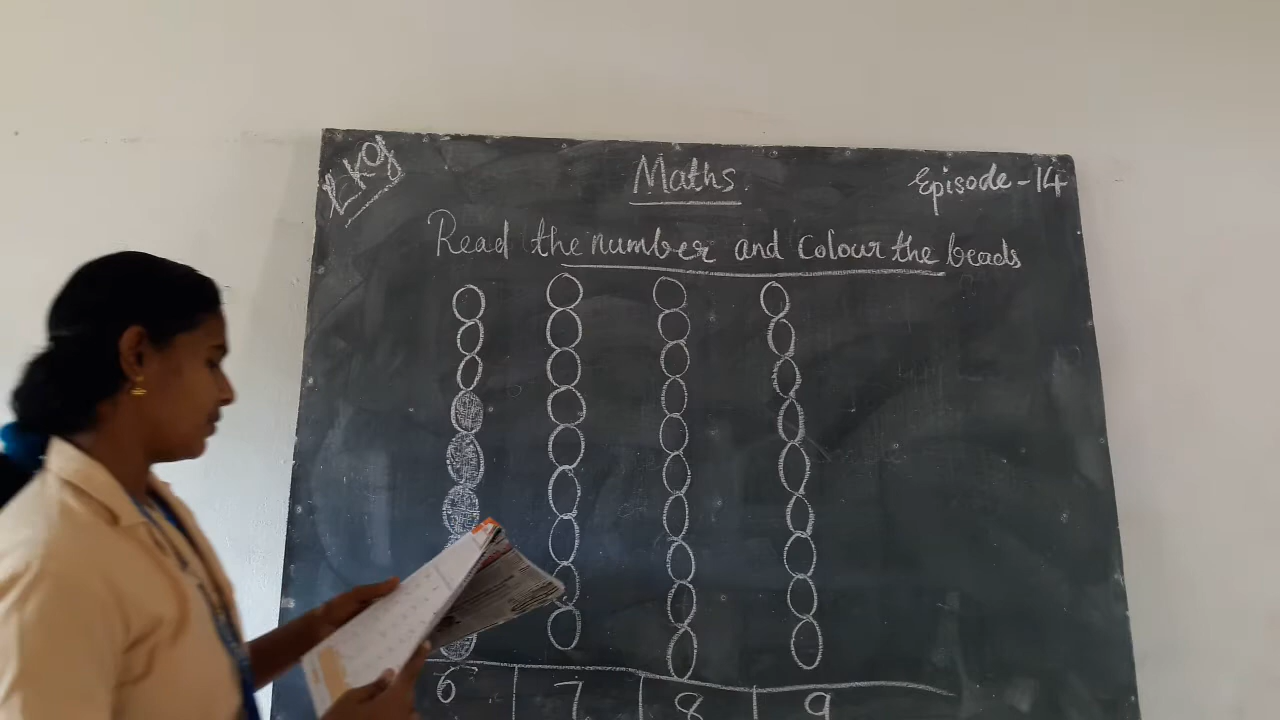 Lkg
Maths
Episode-14
Read the number and Colour the beads
6 7 8 9